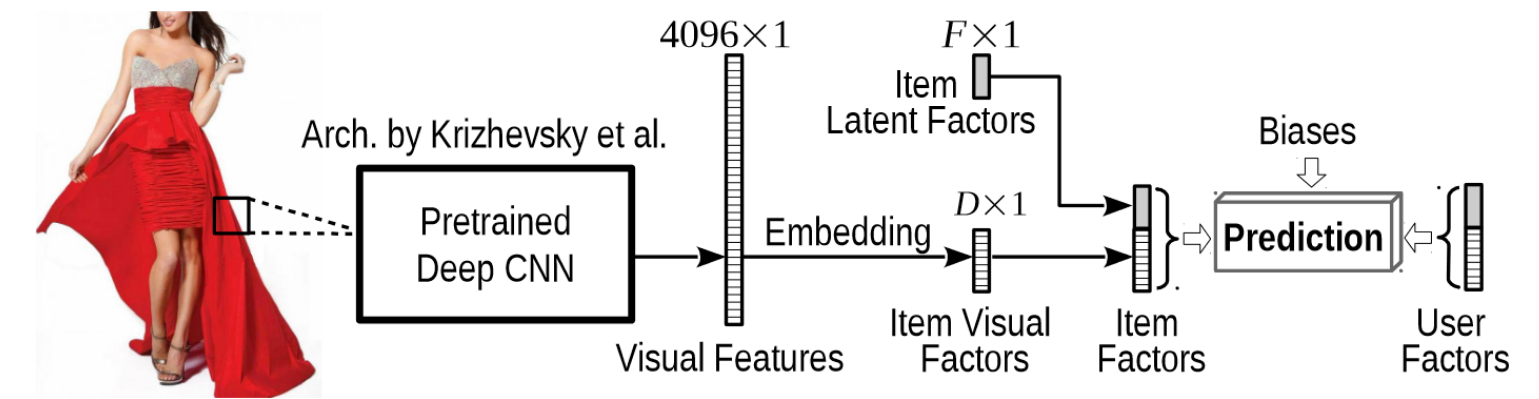 4096×1
F×1
Item
Latent Factors
Arch. by Krizhevsky et al.
Biases
Pretrained
Deep CNN
Embedding
D×1
Prediction
Visual Features
Item Visual
Factors
Item
Factors
User
Factors